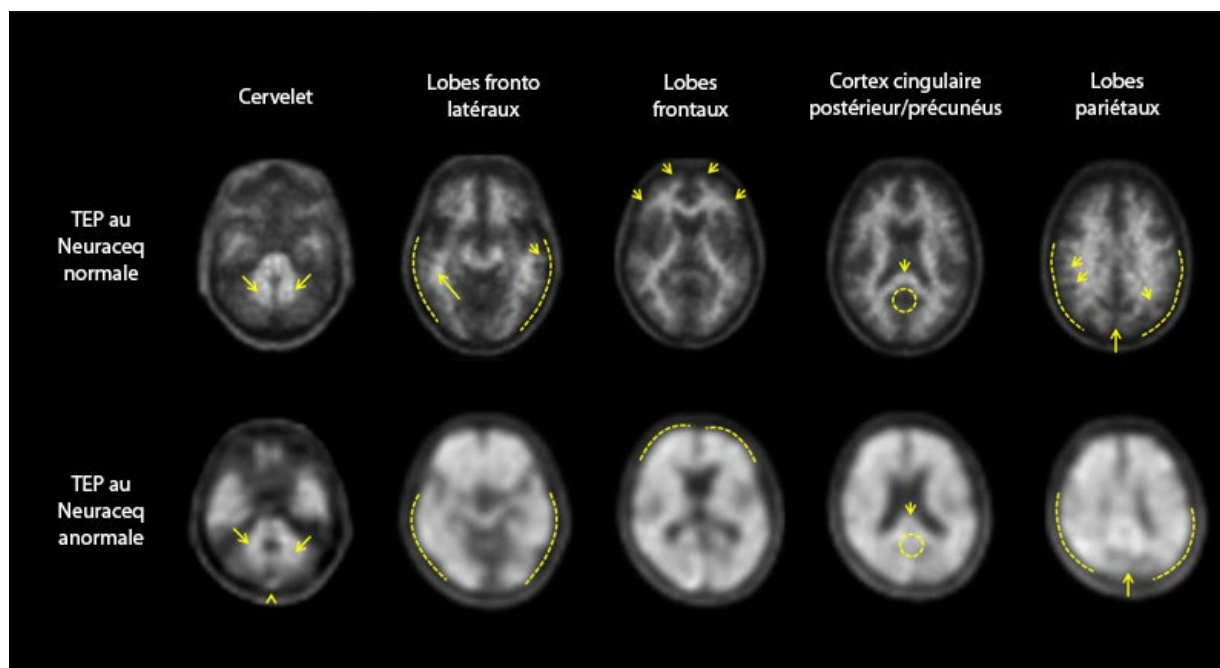 Cervelet
Lobes fronto
latéraux
Lobes
frontaux
Cortex cingulaire
postérieur/précunéus
Lobes
pariétaux
TEP au
Neuraceq
normale
TEP au
Neuraceq
anormale